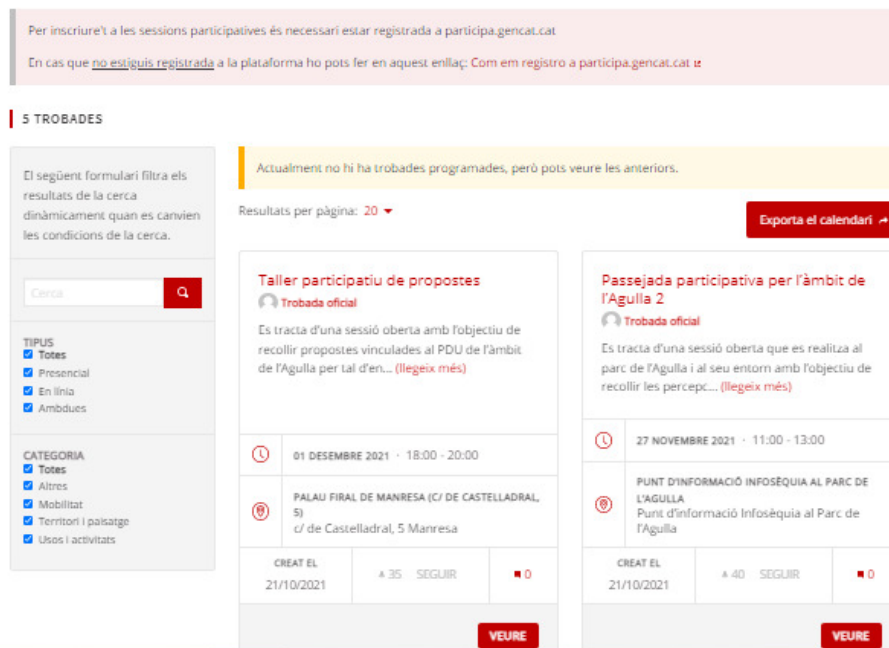 Per inscriure't a les sessions participatives és necessari estar registrada a participa.gencat.cat
En cas que no estiguis registrada a la plataforma ho pots fer en aquest enllaç: Com em registro a participa.gencat.cat
5 TROBADES
El següent formulari filtra els
resultats de la cerca
dinàmicament quan es canvien
les condicions de la cerca.
Cerca
TIPUS
Totes
Presencial
En línia
Ambdues
CATEGORIA
Totes
Altres
Mobilitat
Territori i paisatge
Usos i activitats
Actualment no hi ha trobades programades, però pots veure les anteriors.
Resultats per pàgina: 20
Exporta el calendari
Taller participatiu de propostes
Trobada oficial
Es tracta d'una sessió oberta amb l'objectiu de
recollir propostes vinculades al PDU de l'àmbit
de l'Agulla per tal d'en... (llegeix més)
01 DESEMBRE 2021 · 18:00 - 20:00
PALAU FIRAL DE MANRESA (C/ DE CASTELLADRAL,
5)
c/ de Castelladral, 5 Manresa
CREAT EL
21/10/2021
35 SEGUIR
0
VEURE
Passejada participativa per l'àmbit de
l'Agulla 2
Trobada oficial
Es tracta d'una sessió oberta que es realitza al
parc de l'Agulla i al seu entorn amb l'objectiu de
recollir les percepc... (llegeix més)
27 NOVEMBRE 2021 · 11:00 - 13:00
PUNT D'INFORMACIÓ INFOSÈQUIA AL PARC DE
L'AGULLA
Punt d'informació Infosèquia al Parc de
l'Agulla
CREAT EL
21/10/2021
40 SEGUIR
0
VEURE